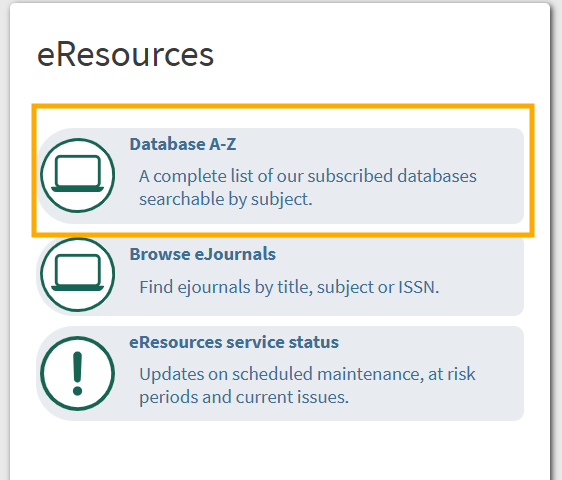 eResources
Database A-Z
A complete list of our subscribed databases
searchable by subject.
Browse eJournals
Find ejournals by title, subject or ISSN.
eResources service status
Updates on scheduled maintenance, at risk
periods and current issues.